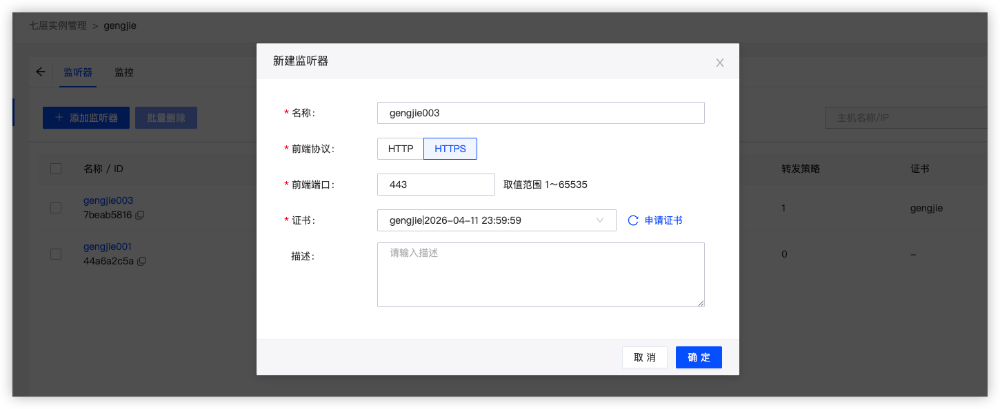 七层实例管理 > gengjie
监听器 监控
+ 添加监听器 批量删除
主机名称/IP
名称 / ID 转发策略 证书
gengjie003
7beab5816
1 gengjie
gengjie001
44a6a2c5a
0 –
新建监听器 X
* 名称: gengjie003
* 前端协议: HTTP HTTPS
* 前端端口: 443 取值范围 1～65535
* 证书: gengjie|2026-04-11 23:59:59 申请证书
描述: 请输入描述
取 消 确 定